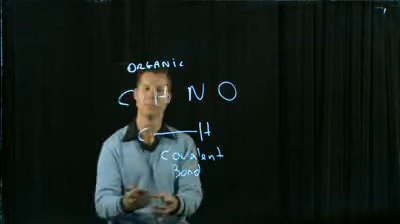 ORGANIC
C H N O
C — H
Covalent
Bond